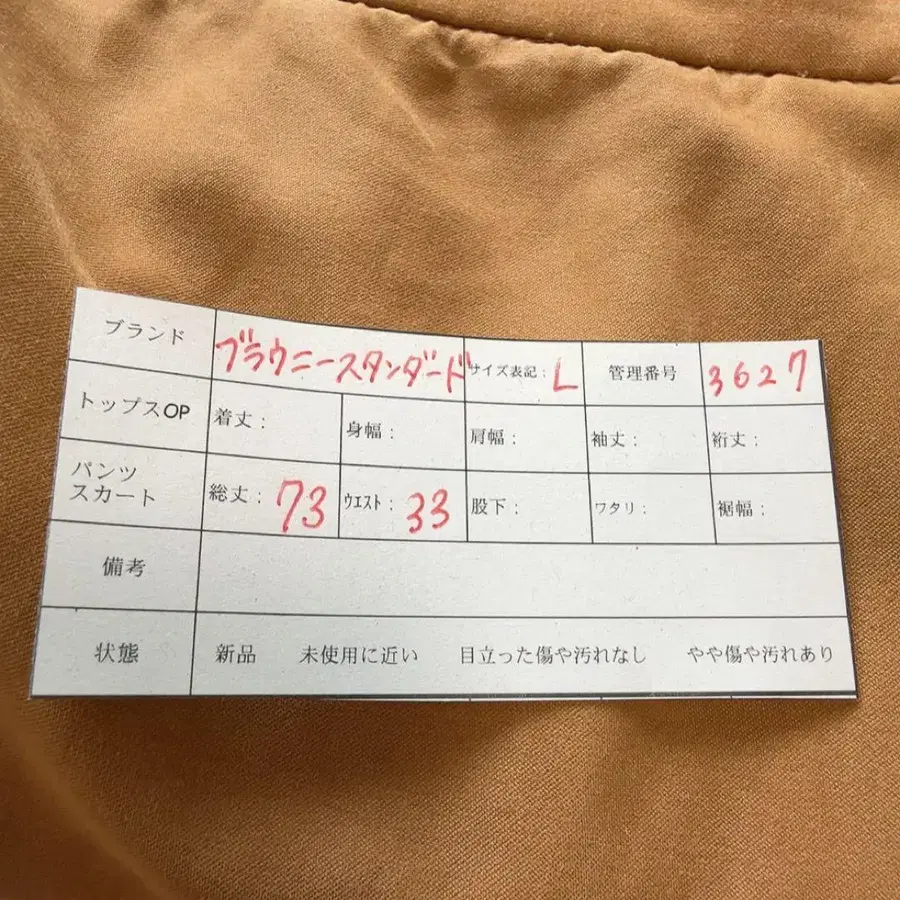 ブランド ブラウニースタンダード サイズ表記: L 管理番号 3627
トップスOP 着丈: 身幅: 肩幅: 袖丈: 裄丈:
パンツ
スカート 総丈: 73 ウエスト: 33 股下: ワタリ: 裾幅:
備考
状態 新品 未使用に近い 目立った傷や汚れなし やや傷や汚れあり